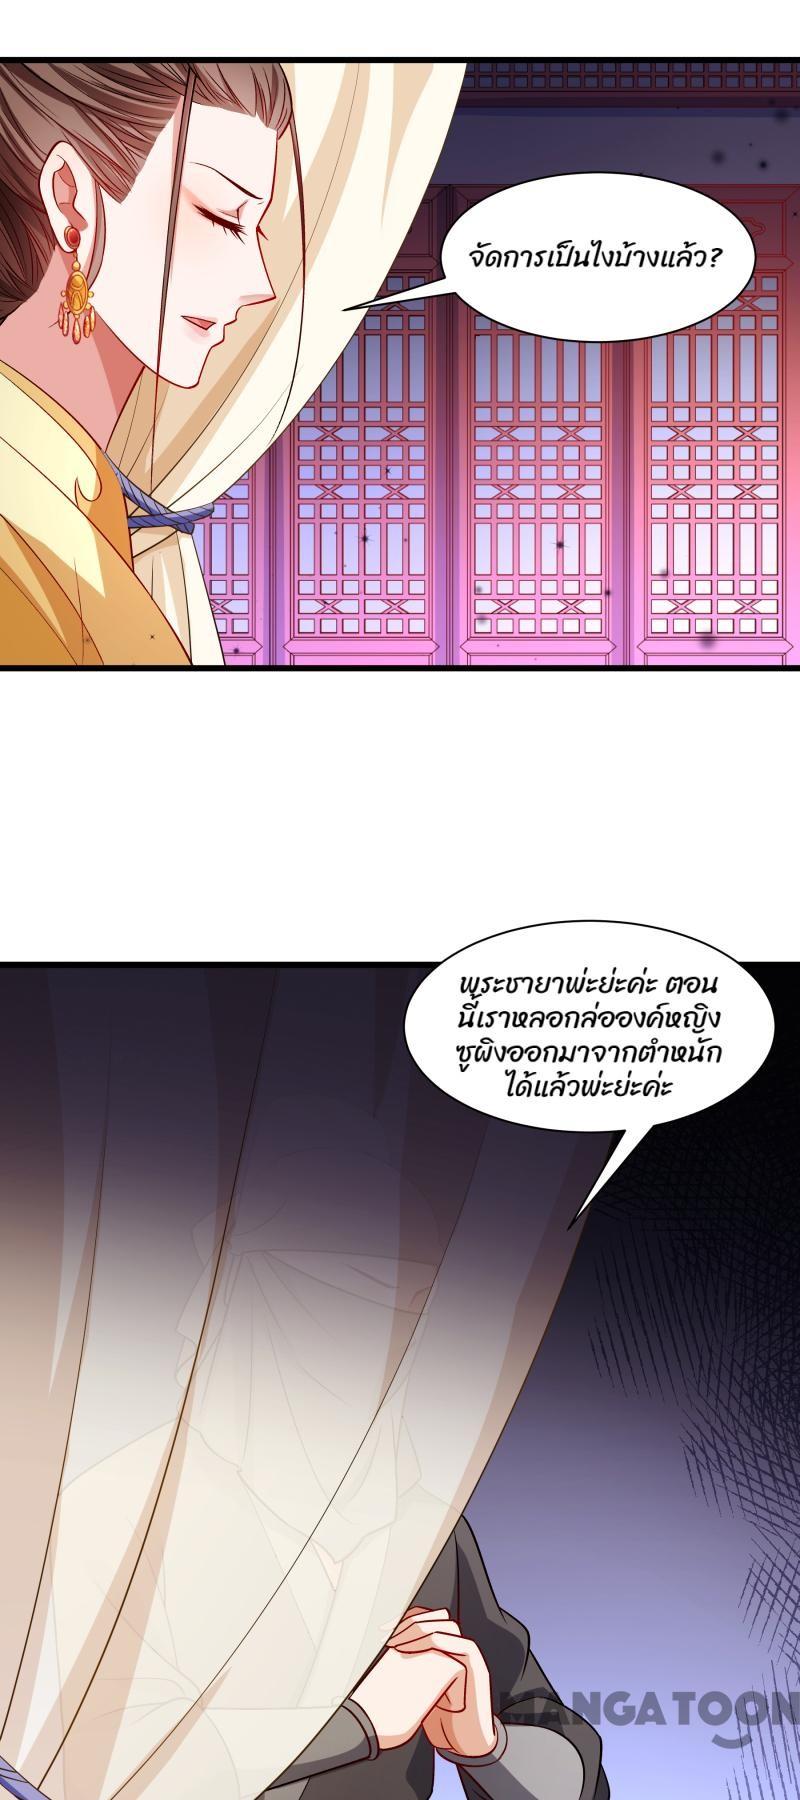 จัดการเป็นไงบ้างแล้ว?
พระชายาพ่ะย่ะค่ะ ตอน
นี้เราหลอกล่อองค์หญิง
ซูผิงออกมาจากตำหนัก
ได้แล้วพ่ะย่ะค่ะ
MANGATOON